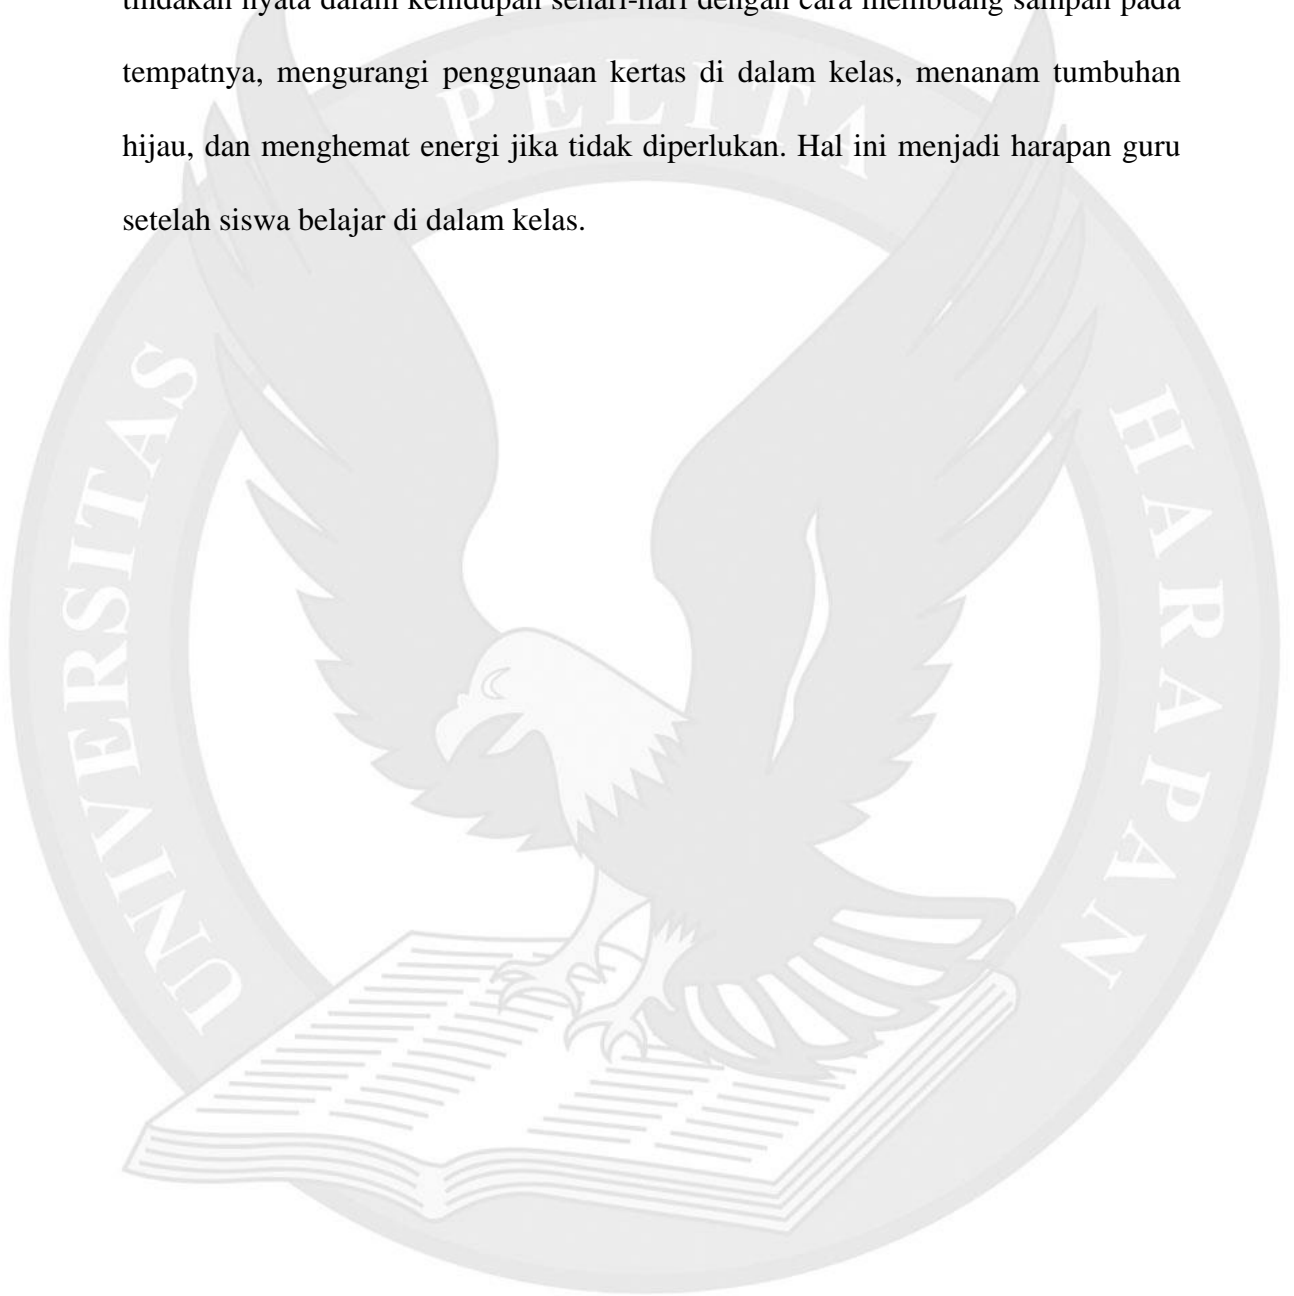 tindakan nyata dalam kehidupan sehari-hari dengan cara membuang sampah pada
tempatnya, mengurangi penggunaan kertas di dalam kelas, menanam tumbuhan
hijau, dan menghemat energi jika tidak diperlukan. Hal ini menjadi harapan guru
setelah siswa belajar di dalam kelas.
UNIVERSITAS
PELITA
HARAPAN